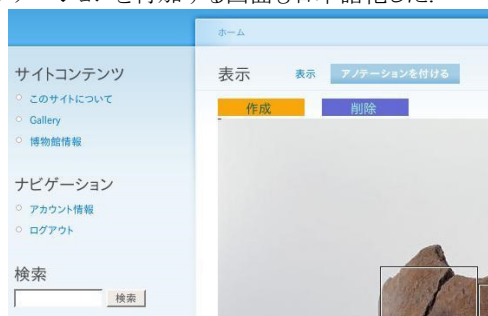 ホーム
サイトコンテンツ
このサイトについて
Gallery
博物館情報
ナビゲーション
アカウント情報
ログアウト
検索
検索
表示 表示 アノテーションを付ける
作成 削除